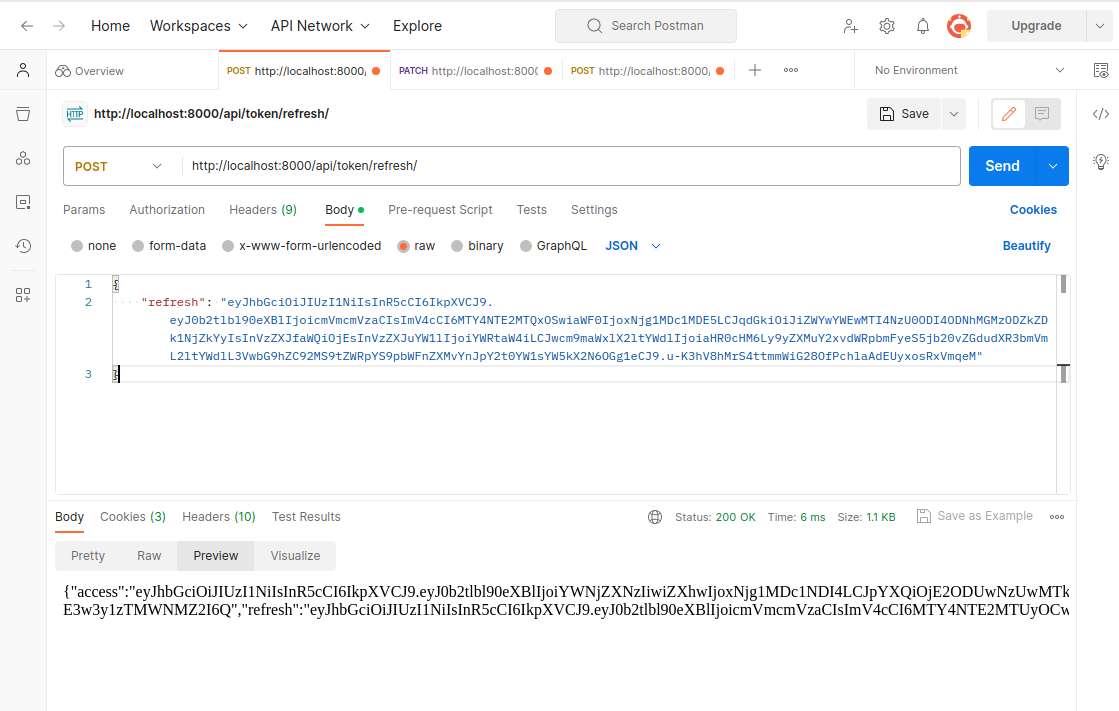 Home Workspaces API Network Explore Search Postman Upgrade
Overview POST http://localhost:8000/ PATCH http://localhost:800( POST http://localhost:8000/ No Environment
HTTP http://localhost:8000/api/token/refresh/ Save
POST http://localhost:8000/api/token/refresh/ Send
Params Authorization Headers (9) Body Pre-request Script Tests Settings Cookies
none form-data x-www-form-urlencoded raw binary GraphQL JSON Beautify
1 {
2 "refresh": "eyJhbGciOiJIUzI1NiIsInR5cCI6IkpXVCJ9.
eyJ0b2tlbl90eXBlIjoicmVmcmVzaCIsImV4cCI6MTY4NTE2MTQxOSwiaWF0IjoxNjg1MDc1MDE5LCJqdGkiOiJiZWYwYWEwMTI4NzU0ODI4ODNhMGMzODZkZD
k1NjZkYyIsInVzZXJfaWQiOjEsInVzZXJuYW1lIjoiYWRtaW4iLCJwcm9maWxlX2ltYWdlIjoiaHR0cHM6Ly9yZXMuY2xvdWRpbmFyeS5jb20vZGdudXR3bmVm
L2ltYWdlL3VwbG9hZC92MS9tZWRpYS9pbWFnZXMvYnJpY2t0YW1sYW5kX2N6OGg1eCJ9.u-K3hV8hMrS4ttmmWiG28OfPchlaAdEUyxosRxVmqeM"
3 }
Body Cookies (3) Headers (10) Test Results Status: 200 OK Time: 6 ms Size: 1.1 KB Save as Example
Pretty Raw Preview Visualize
{"access":"eyJhbGciOiJIUzI1NiIsInR5cCI6IkpXVCJ9.eyJ0b2tlbl90eXBlIjoiYWNjZXNzIiwiZXhwIjoxNjg1MDc1NDI4LCJpYXQiOjE2ODUwNzUwMTk
E3w3y1zTMWNMZ2I6Q","refresh":"eyJhbGciOiJIUzI1NiIsInR5cCI6IkpXVCJ9.eyJ0b2tlbl90eXBlIjoicmVmcmVzaCIsImV4cCI6MTY4NTE2MTUyOCw